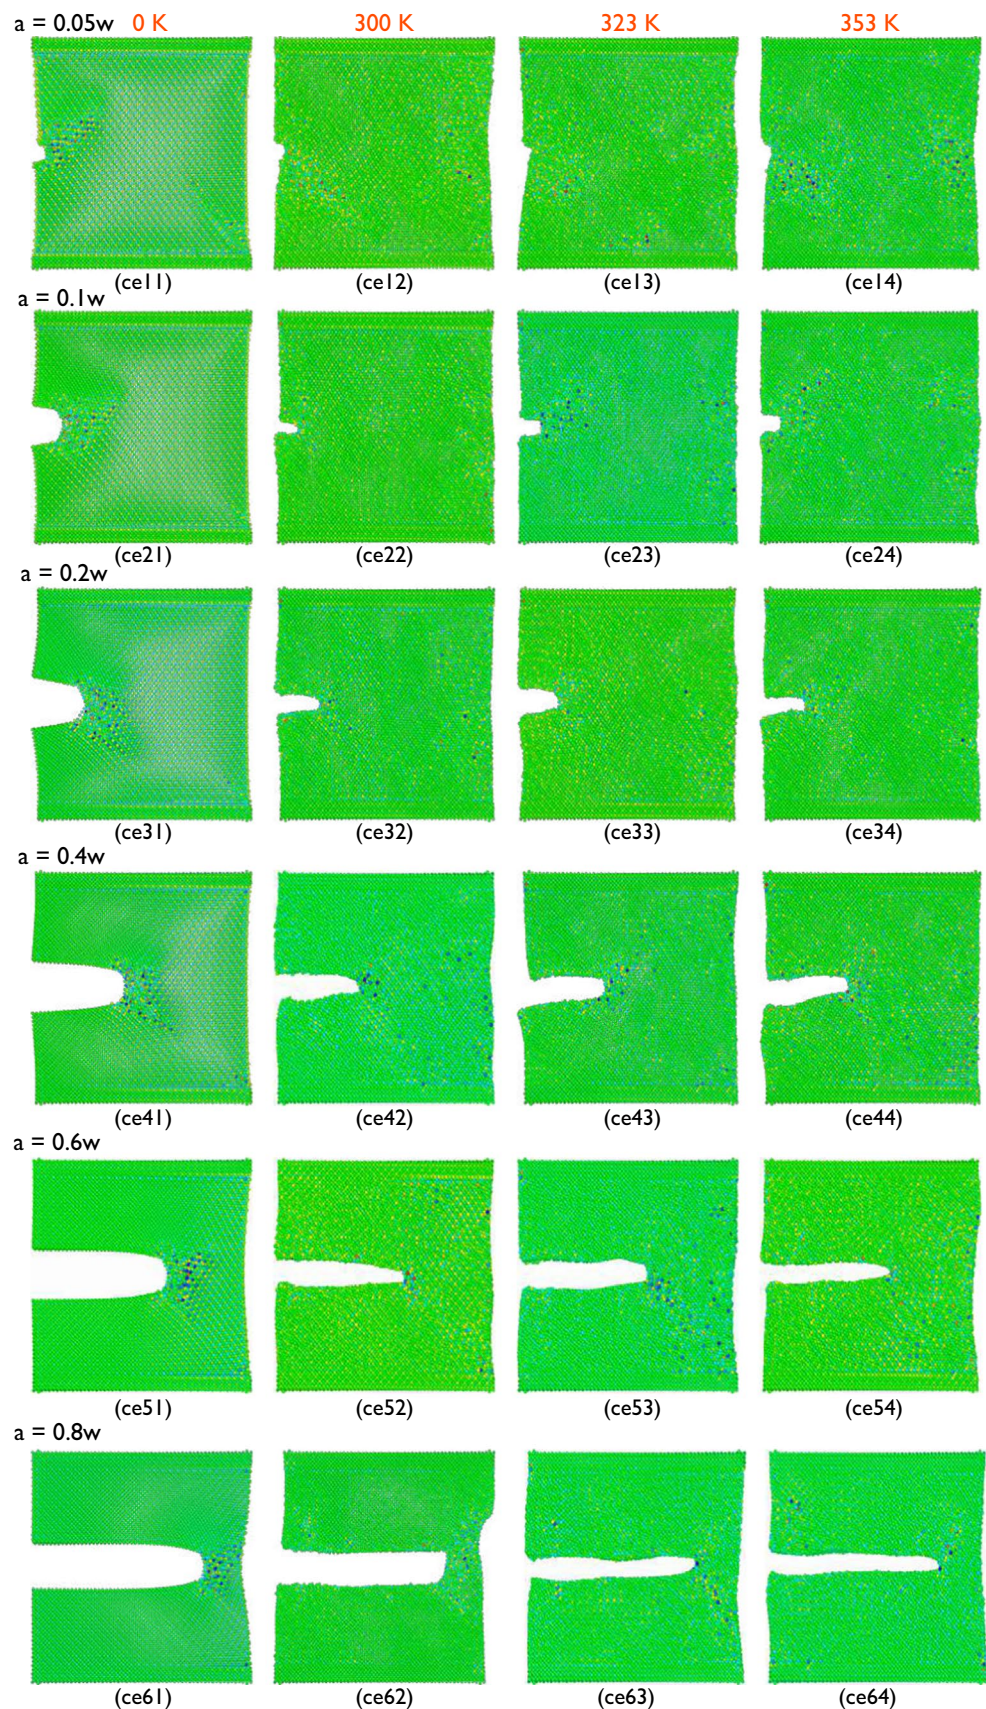 a = 0.05w 0 K 300 K 323 K 353 K
(ce11) (ce12) (ce13) (ce14)
a = 0.1w
(ce21) (ce22) (ce23) (ce24)
a = 0.2w
(ce31) (ce32) (ce33) (ce34)
a = 0.4w
(ce41) (ce42) (ce43) (ce44)
a = 0.6w
(ce51) (ce52) (ce53) (ce54)
a = 0.8w
(ce61) (ce62) (ce63) (ce64)